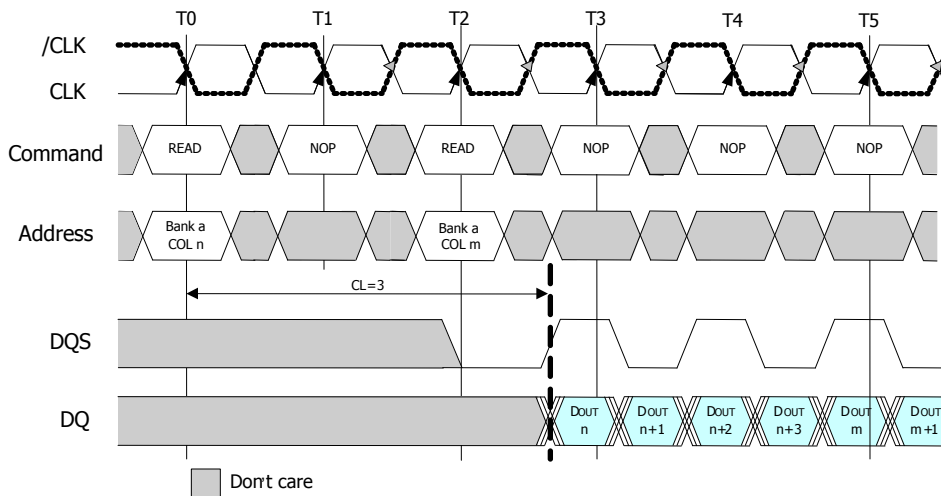 T0 T1 T2 T3 T4 T5
/CLK
CLK
Command READ NOP READ NOP NOP NOP
Address Bank a COL n Bank a COL m
CL=3
DQS
DQ DOUT n DOUT n+1 DOUT n+2 DOUT n+3 DOUT m DOUT m+1
Don't care